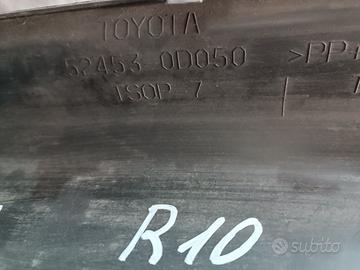 TOYOTA
52453 0D050 >PP+
TSOP 7
R10
subito